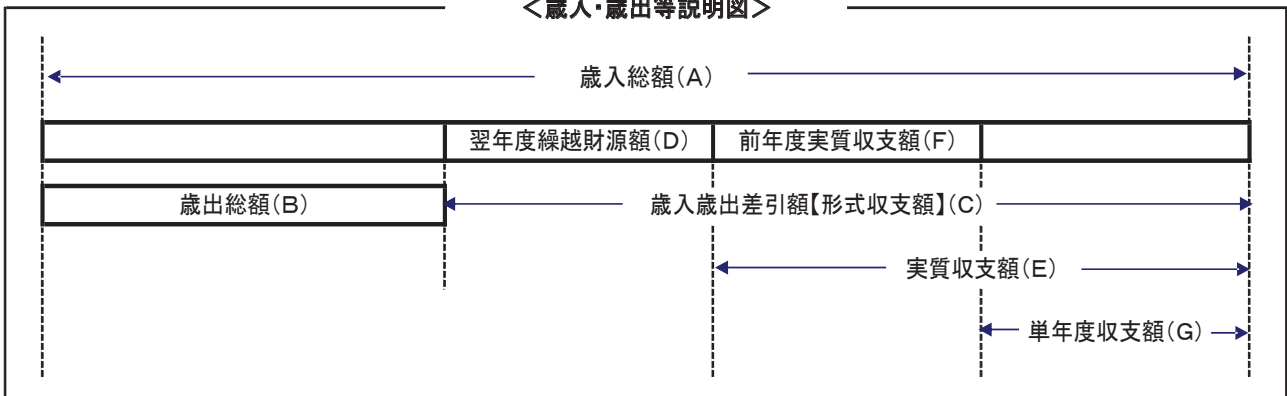 <歳入・歳出等説明図>
歳入総額(A)
翌年度繰越財源額(D) 前年度実質収支額(F)
歳出総額(B) 歳入歳出差引額【形式収支額】(C)
実質収支額(E)
単年度収支額(G)